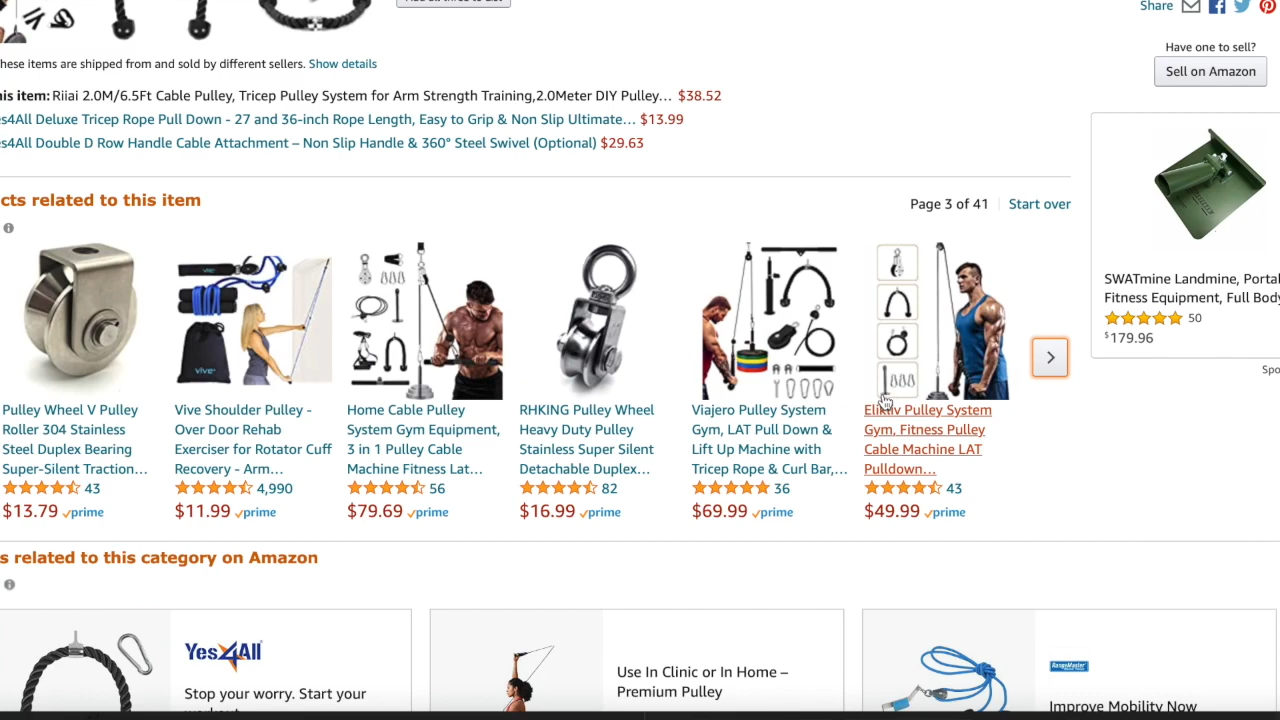 Share
hese items are shipped from and sold by different sellers. Show details
Have one to sell?
Sell on Amazon
his item: Riiai 2.0M/6.5Ft Cable Pulley, Tricep Pulley System for Arm Strength Training,2.0Meter DIY Pulley… $38.52
es4All Deluxe Tricep Rope Pull Down - 27 and 36-inch Rope Length, Easy to Grip & Non Slip Ultimate… $13.99
es4All Double D Row Handle Cable Attachment – Non Slip Handle & 360° Steel Swivel (Optional) $29.63
cts related to this item
Page 3 of 41 Start over
SWATmine Landmine, Porta
Fitness Equipment, Full Body
50
$179.96
Spo
vive
Pulley Wheel V Pulley
Roller 304 Stainless
Steel Duplex Bearing
Super-Silent Traction…
43
$13.79 prime
Vive Shoulder Pulley -
Over Door Rehab
Exerciser for Rotator Cuff
Recovery - Arm…
4,990
$11.99 prime
Home Cable Pulley
System Gym Equipment,
3 in 1 Pulley Cable
Machine Fitness Lat…
56
$79.69 prime
RHKING Pulley Wheel
Heavy Duty Pulley
Stainless Super Silent
Detachable Duplex…
82
$16.99 prime
Viajero Pulley System
Gym, LAT Pull Down &
Lift Up Machine with
Tricep Rope & Curl Bar,…
36
$69.99 prime
Pulley System
Gym, Fitness Pulley
Cable Machine LAT
Pulldown…
43
$49.99 prime
s related to this category on Amazon
Yes4All
Stop your worry. Start your
Use In Clinic or In Home –
Premium Pulley
RangeMaster
Improve Mobility Now